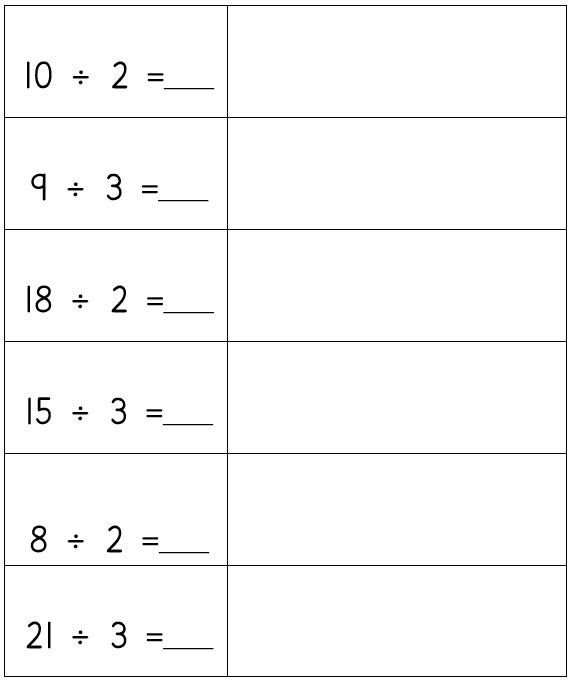 10 ÷ 2 =___
9 ÷ 3 =___
18 ÷ 2 =___
15 ÷ 3 =___
8 ÷ 2 =___
21 ÷ 3 =___